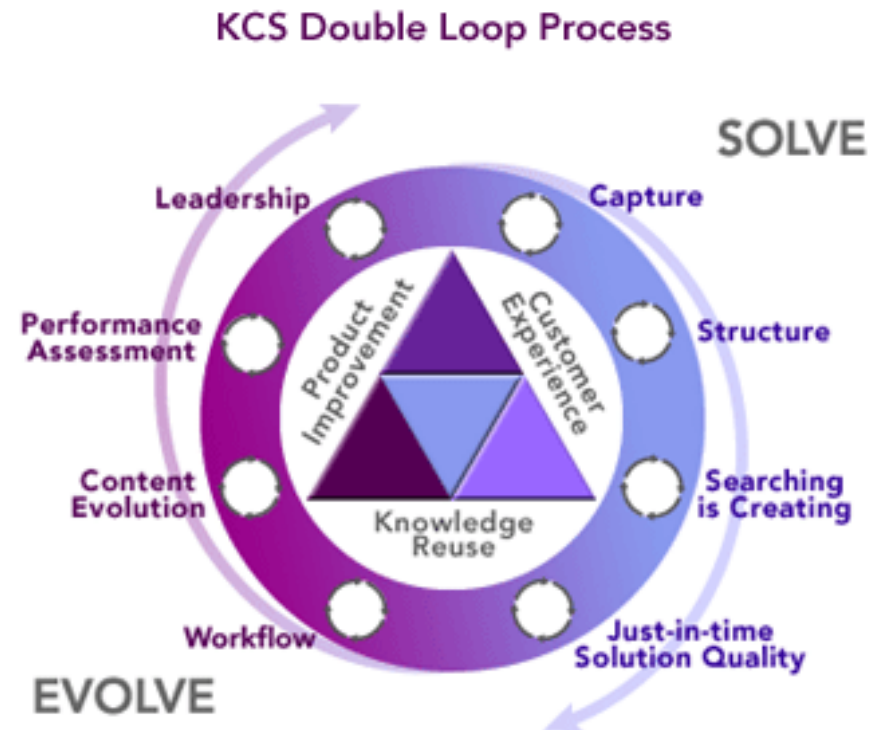 KCS Double Loop Process
SOLVE
Leadership
Capture
Product
Improvement
Customer
Experience
Performance
Assessment
Structure
Content
Evolution
Searching
is Creating
Knowledge
Reuse
Workflow
Just-in-time
Solution Quality
EVOLVE